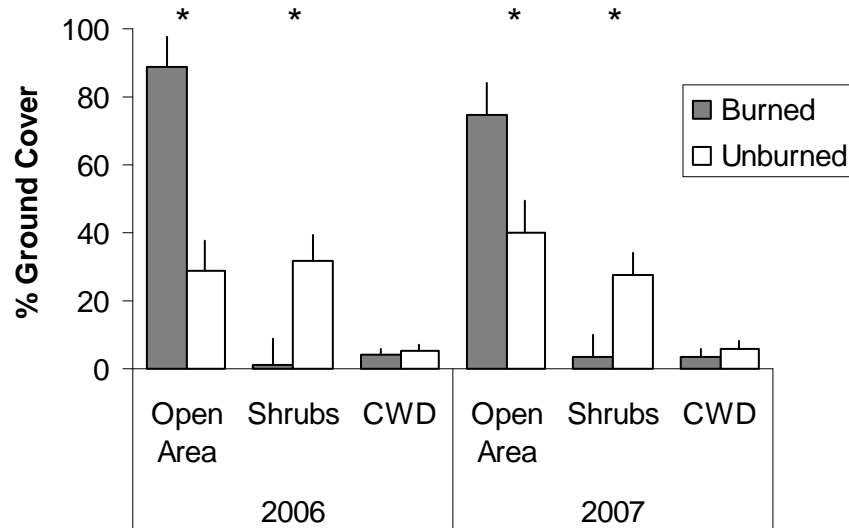 * * * *
100
80
60
40
20
0
% Ground Cover
Burned
Unburned
Open Area Shrubs CWD Open Area Shrubs CWD
2006 2007